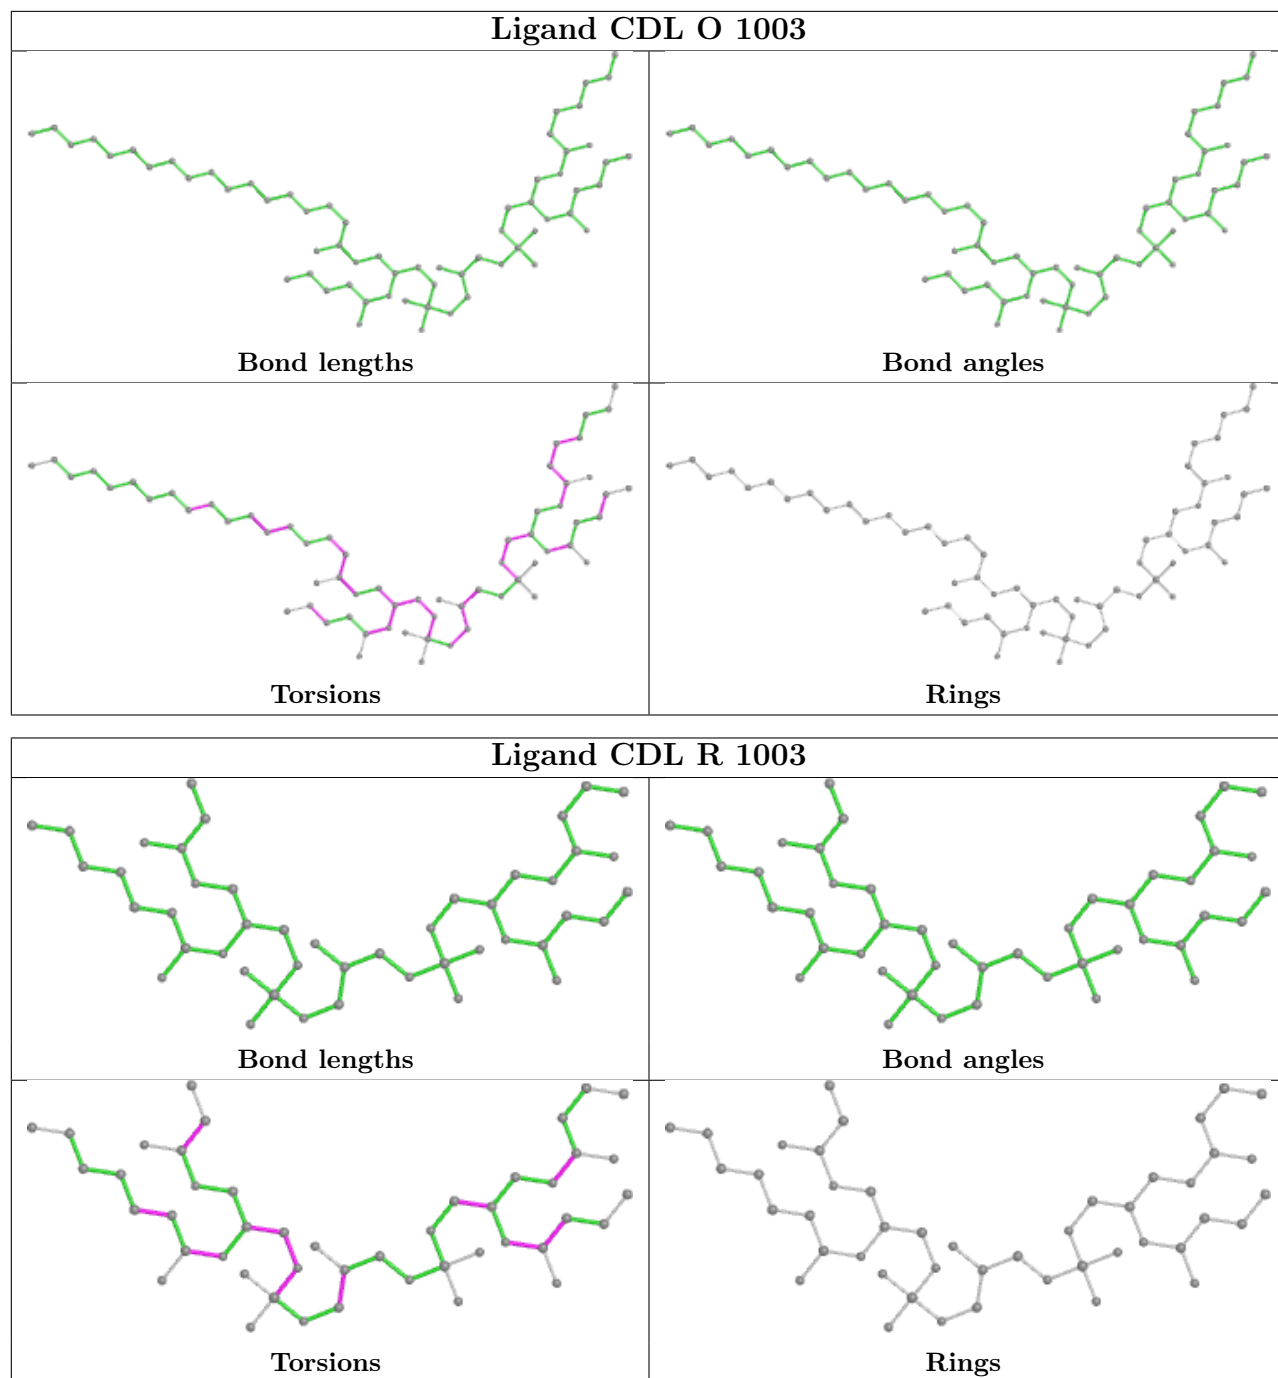 Ligand CDL O 1003
Bond lengths
Bond angles
Torsions
Rings
Ligand CDL R 1003
Bond lengths
Bond angles
Torsions
Rings